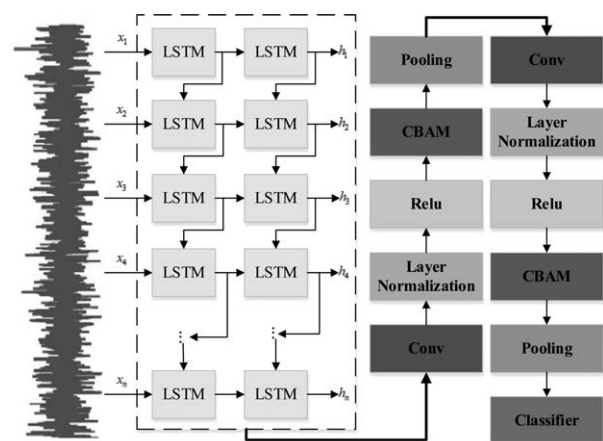 x1 LSTM LSTM h1
x2 LSTM LSTM h2
x3 LSTM LSTM h3
x4 LSTM LSTM h4
⋮ ⋮
xn LSTM LSTM hn
Conv
Layer
Normalization
Relu
CBAM
Pooling
Conv
Layer
Normalization
Relu
CBAM
Pooling
Classifier